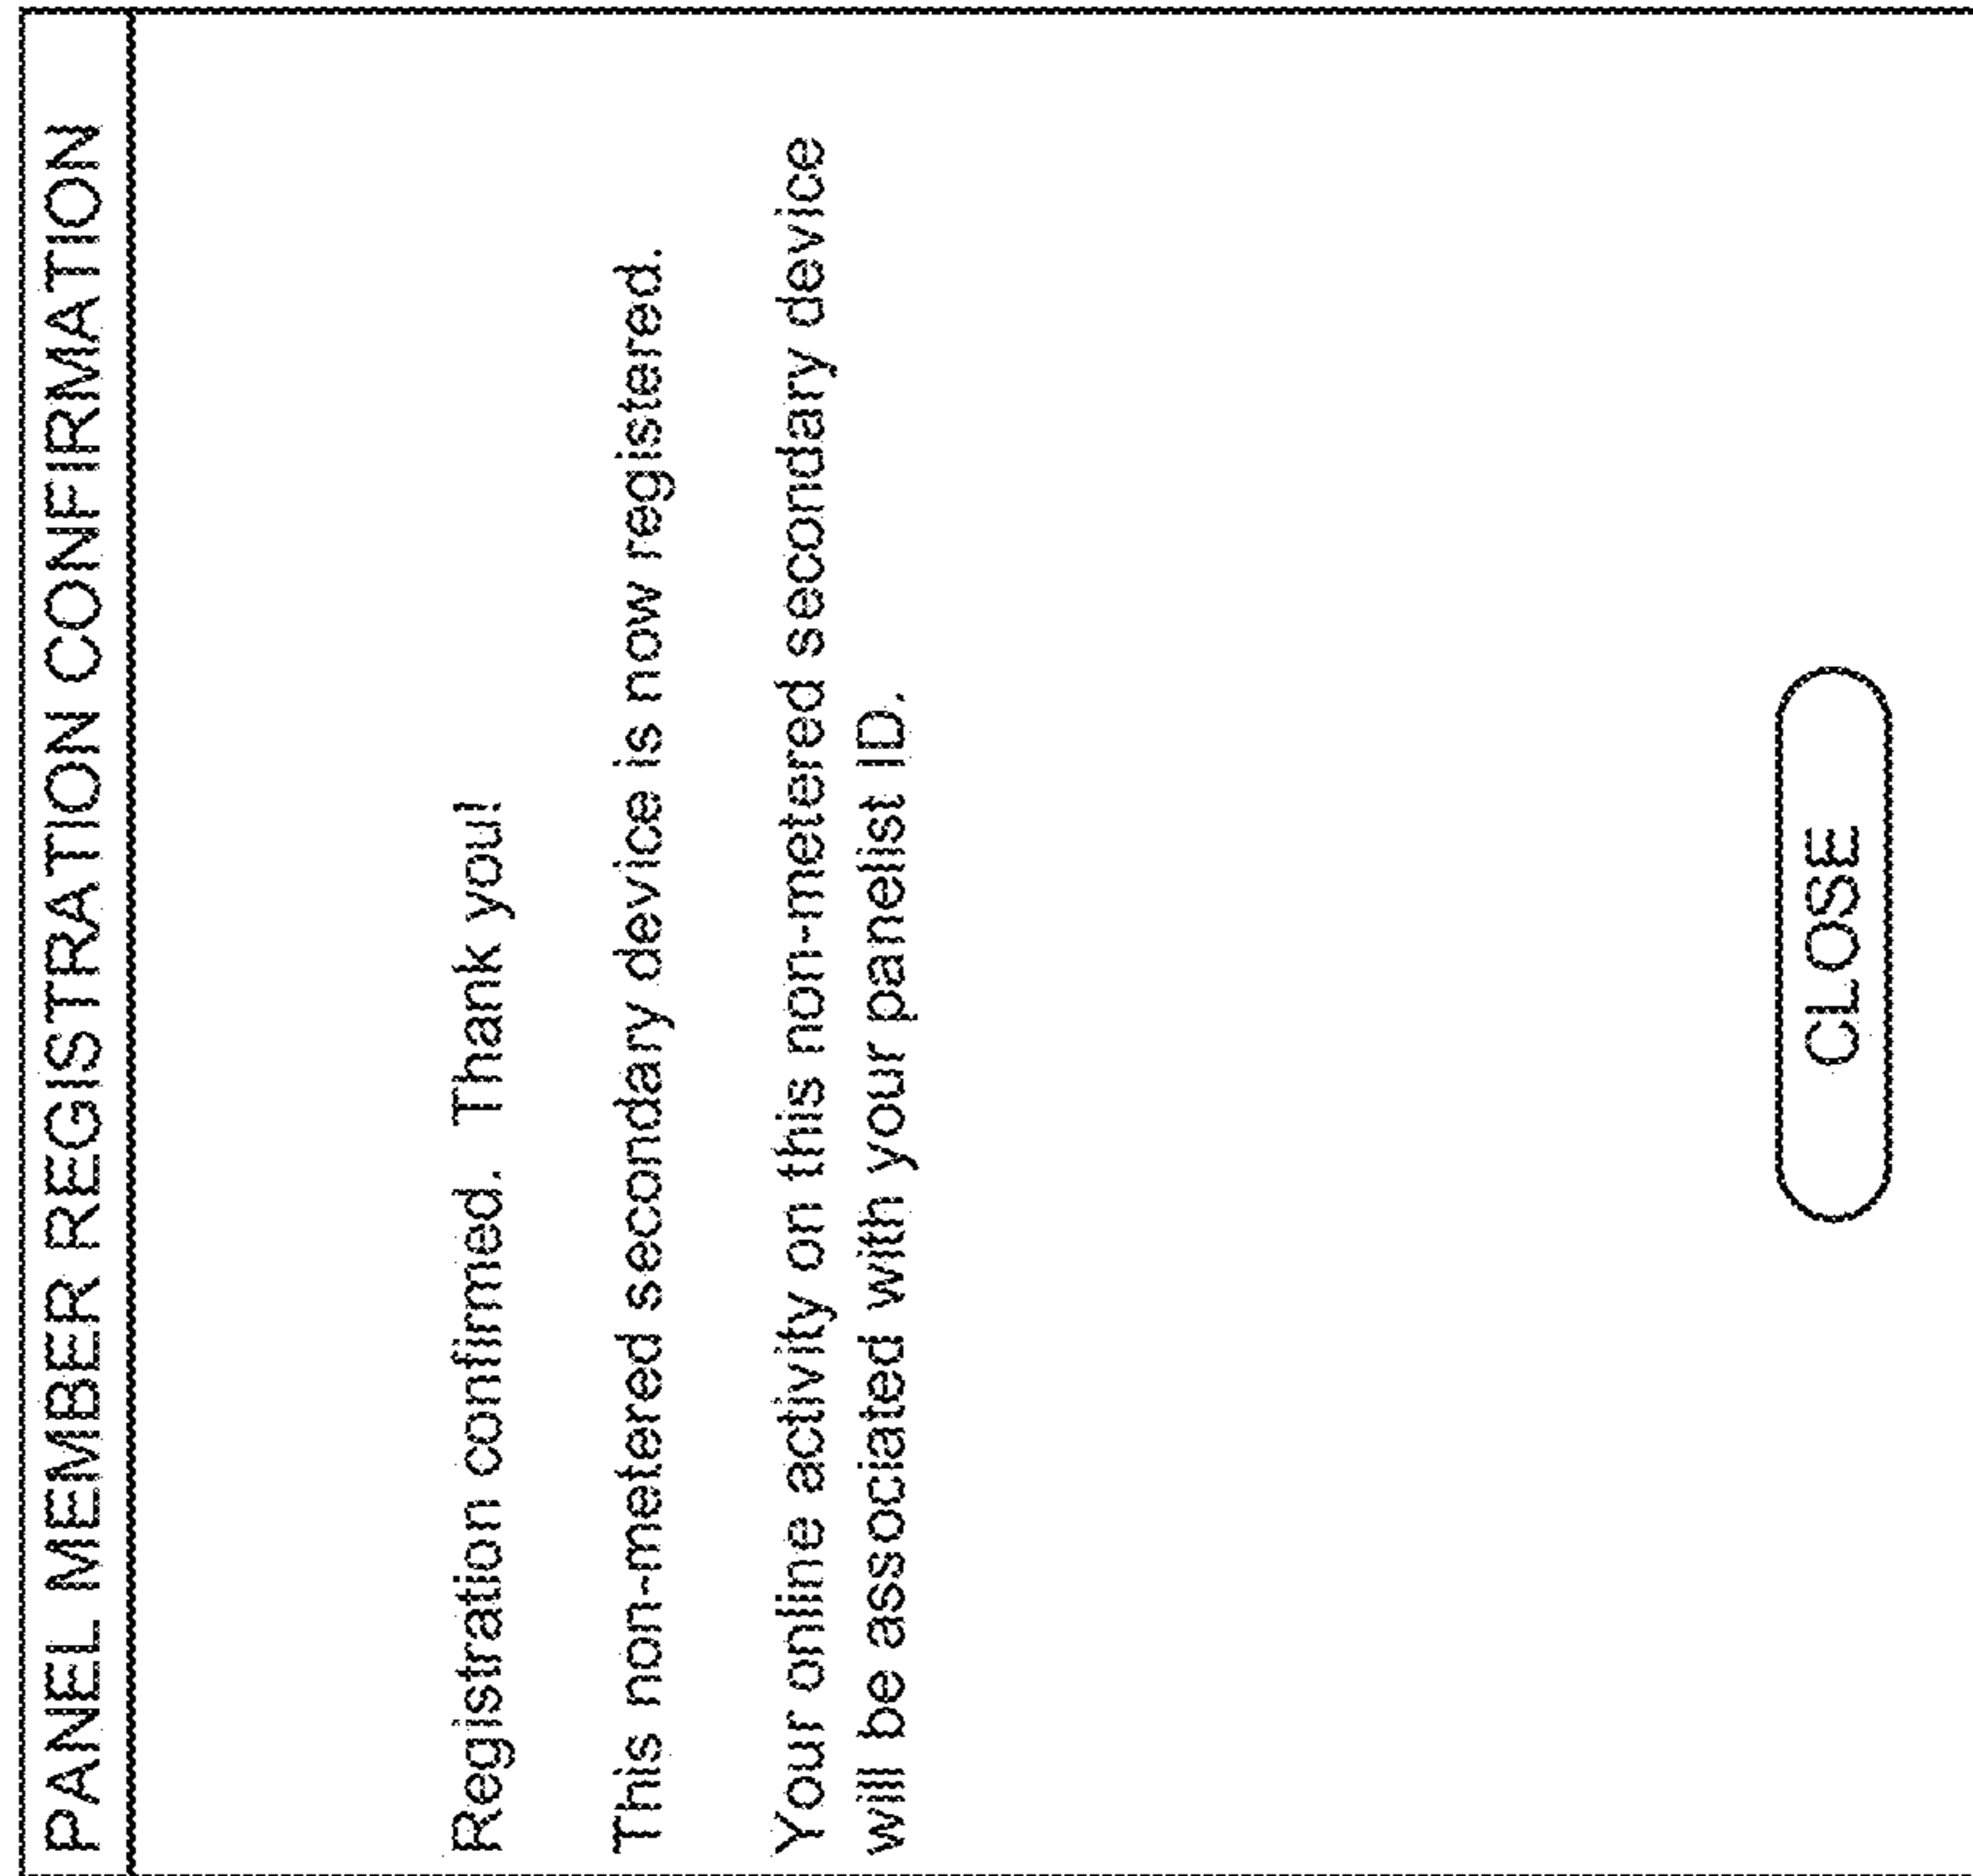 PANEL MEMBER REGISTRATION CONFIRMATION
Registration confirmed. Thank you!
This non-metered secondary device is now registered.
Your online activity on this non-metered secondary device
will be associated with your panelist ID.
CLOSE